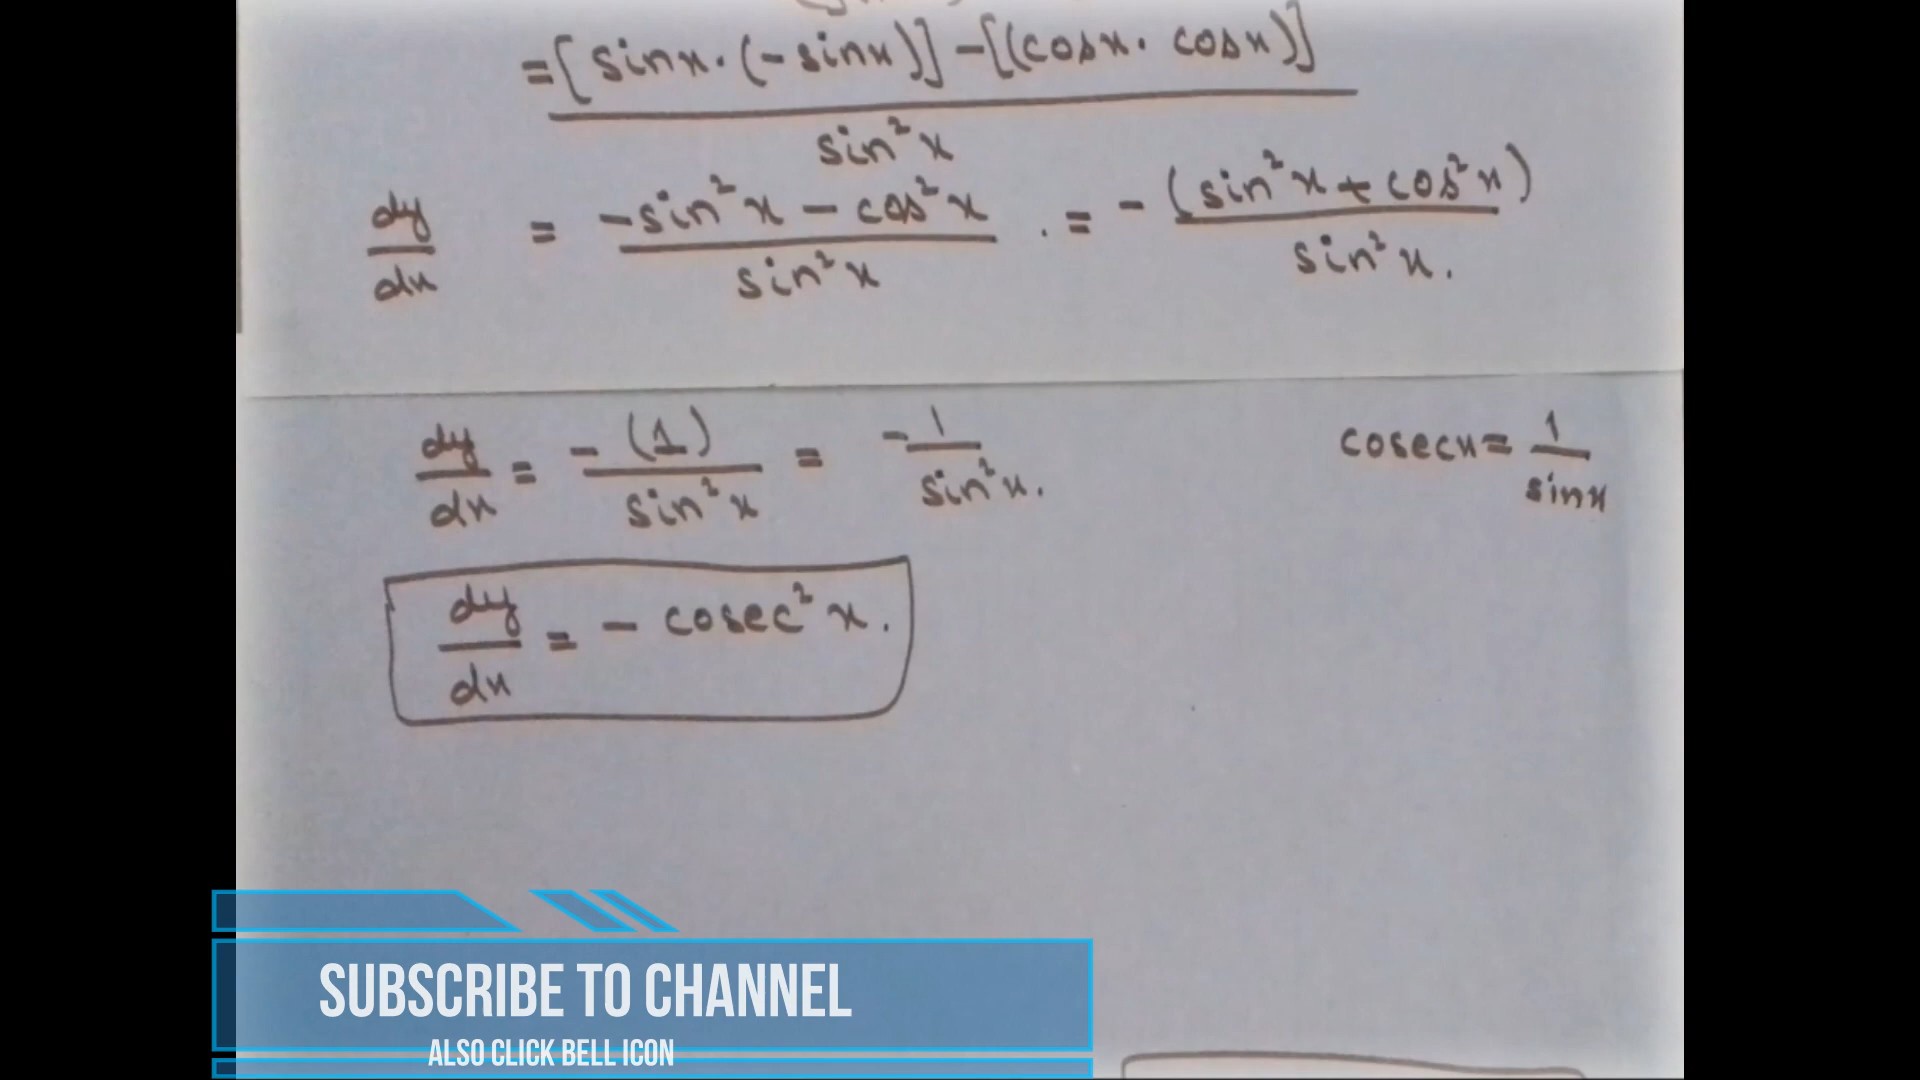 = [sinx.(-sinx)] - [(cosx. cosx)]
sin²x
dy/dx = -sin²x - cos²x / sin²x . = - (sin²x + cos²x) / sin²x.
dy/dx = -(1) / sin²x = -1 / sin²x.
cosecx = 1 / sinx
dy/dx = - cosec²x.
SUBSCRIBE TO CHANNEL
ALSO CLICK BELL ICON